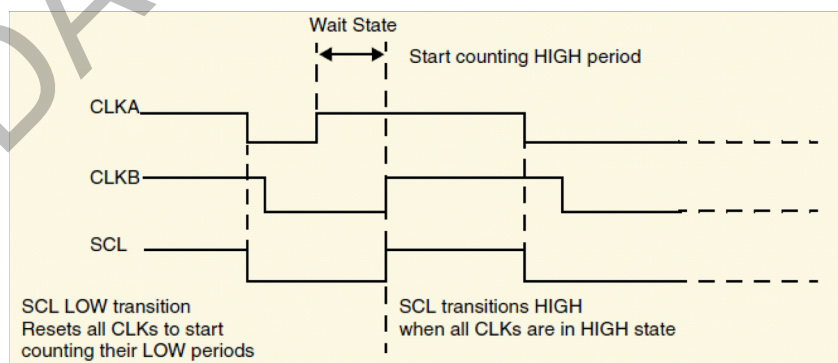 Wait State
Start counting HIGH period
CLKA
CLKB
SCL
SCL LOW transition
Resets all CLKs to start
counting their LOW periods
SCL transitions HIGH
when all CLKs are in HIGH state
DA